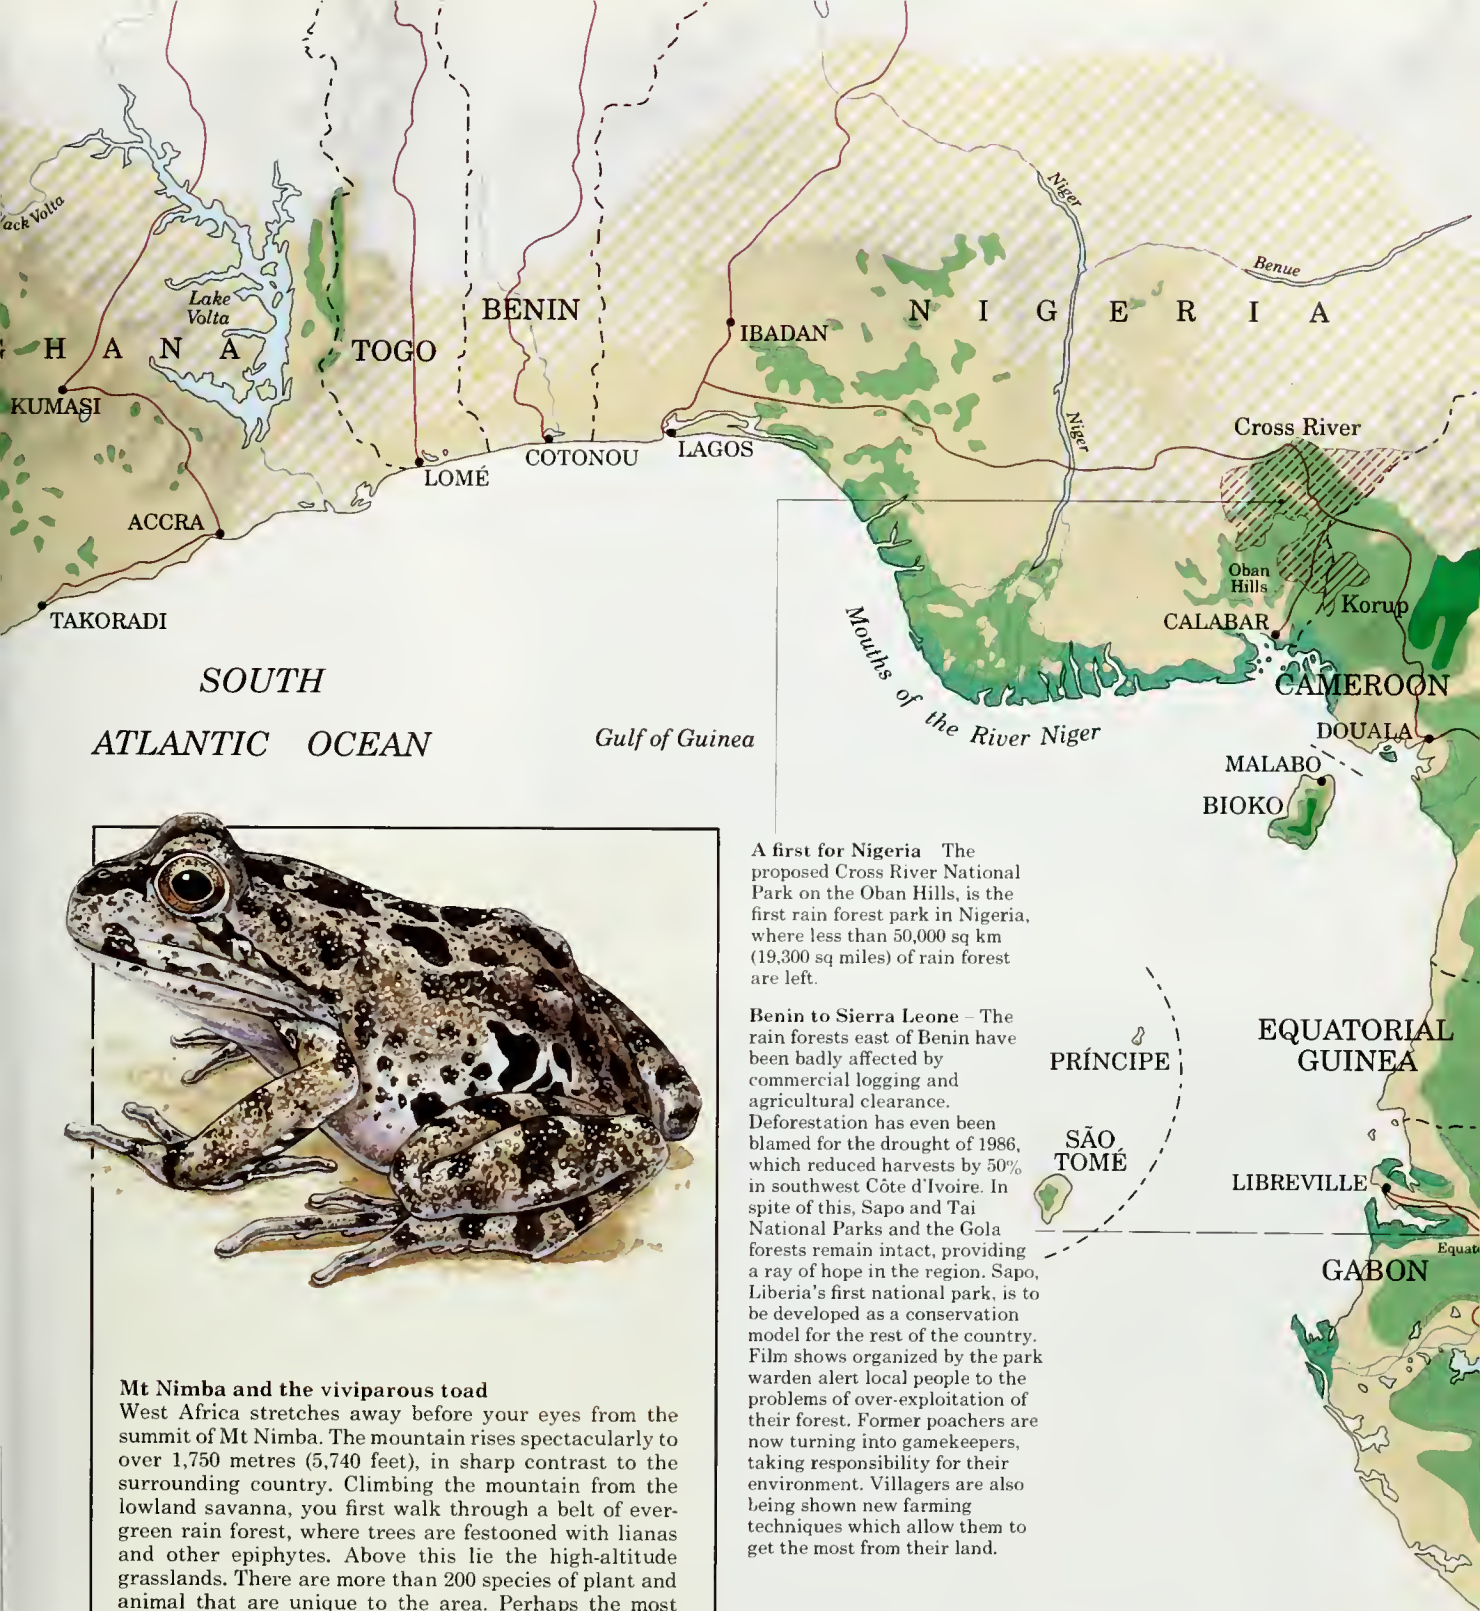 ack Volta
Lake
Volta
G H A N A
TOGO
BENIN
KUMASI
ACCRA
TAKORADI
LOMÉ
COTONOU
LAGOS
IBADAN
N I G E R I A
Niger
Benue
Niger
Cross River
Oban
Hills
Korup
CALABAR
CAMEROON
DOUALA
MALABO
BIOKO
Mouths of the River Niger
SOUTH
ATLANTIC OCEAN
Gulf of Guinea
PRÍNCIPE
SÃO
TOMÉ
EQUATORIAL
GUINEA
LIBREVILLE
Equat
GABON
A first for Nigeria The
proposed Cross River National
Park on the Oban Hills, is the
first rain forest park in Nigeria,
where less than 50,000 sq km
(19,300 sq miles) of rain forest
are left.
Benin to Sierra Leone – The
rain forests east of Benin have
been badly affected by
commercial logging and
agricultural clearance.
Deforestation has even been
blamed for the drought of 1986,
which reduced harvests by 50%
in southwest Côte d'Ivoire. In
spite of this, Sapo and Tai
National Parks and the Gola
forests remain intact, providing
a ray of hope in the region. Sapo,
Liberia's first national park, is to
be developed as a conservation
model for the rest of the country.
Film shows organized by the park
warden alert local people to the
problems of over-exploitation of
their forest. Former poachers are
now turning into gamekeepers,
taking responsibility for their
environment. Villagers are also
being shown new farming
techniques which allow them to
get the most from their land.
Mt Nimba and the viviparous toad
West Africa stretches away before your eyes from the
summit of Mt Nimba. The mountain rises spectacularly to
over 1,750 metres (5,740 feet), in sharp contrast to the
surrounding country. Climbing the mountain from the
lowland savanna, you first walk through a belt of ever-
green rain forest, where trees are festooned with lianas
and other epiphytes. Above this lie the high-altitude
grasslands. There are more than 200 species of plant and
animal that are unique to the area. Perhaps the most